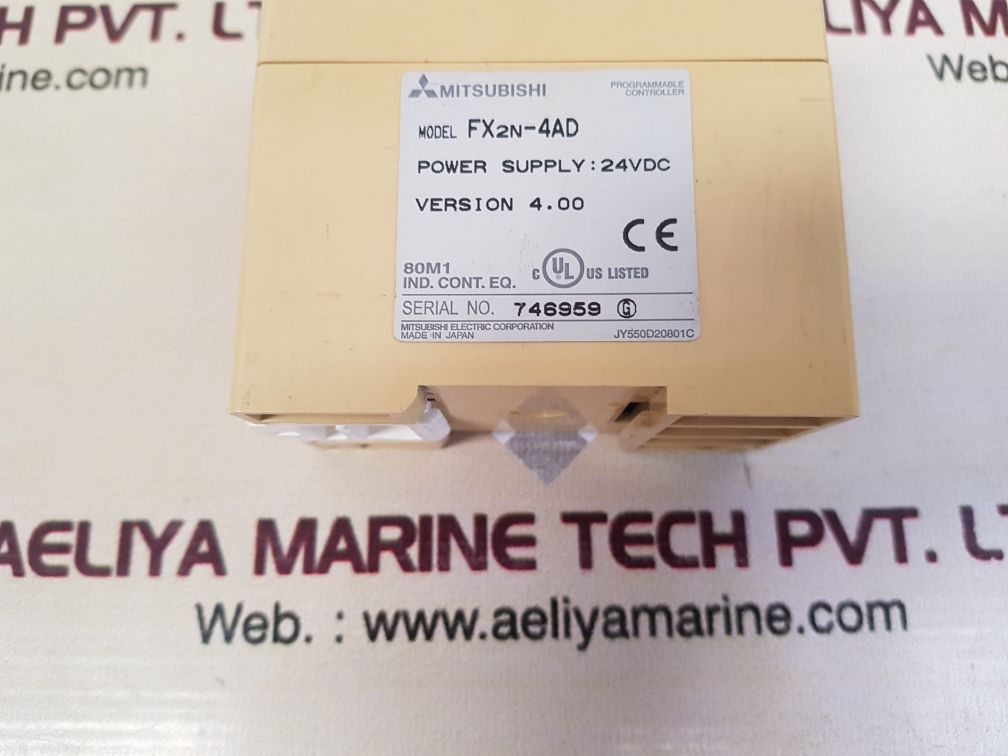 H PVT. LT
LIYA M
ine.com
Web
MITSUBISHI
PROGRAMMABLE
CONTROLLER
MODEL FX2N-4AD
POWER SUPPLY:24VDC
VERSION 4.00
CE
80M1
IND. CONT. EQ.
C UL US LISTED
SERIAL NO. 746959 G
MITSUBISHI ELECTRIC CORPORATION
MADE IN JAPAN
JY550D20801C
AELIYA MARINE TECH PVT. LT
Web. : www.aeliyamarine.com